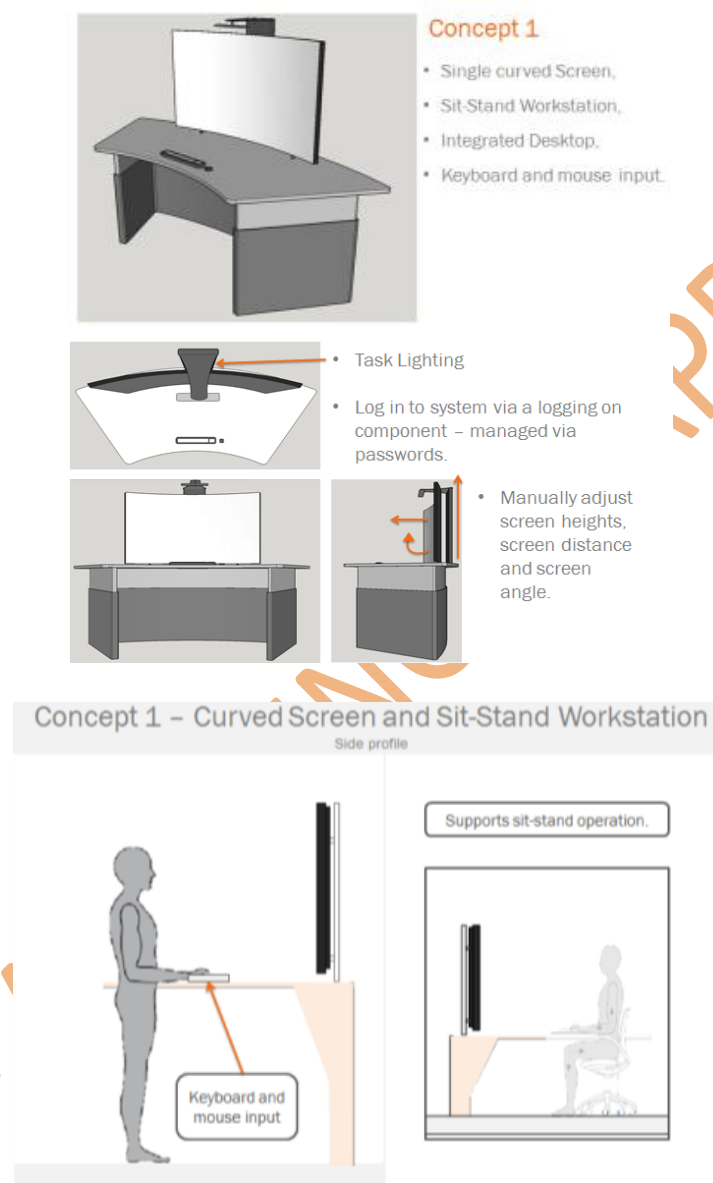 Concept 1
• Single curved Screen,
• Sit-Stand Workstation,
• Integrated Desktop,
• Keyboard and mouse input.
• Task Lighting
• Log in to system via a logging on
component – managed via
passwords.
• Manually adjust
screen heights,
screen distance
and screen
angle.
Concept 1 – Curved Screen and Sit-Stand Workstation
Side profile
Supports sit-stand operation.
Keyboard and
mouse input